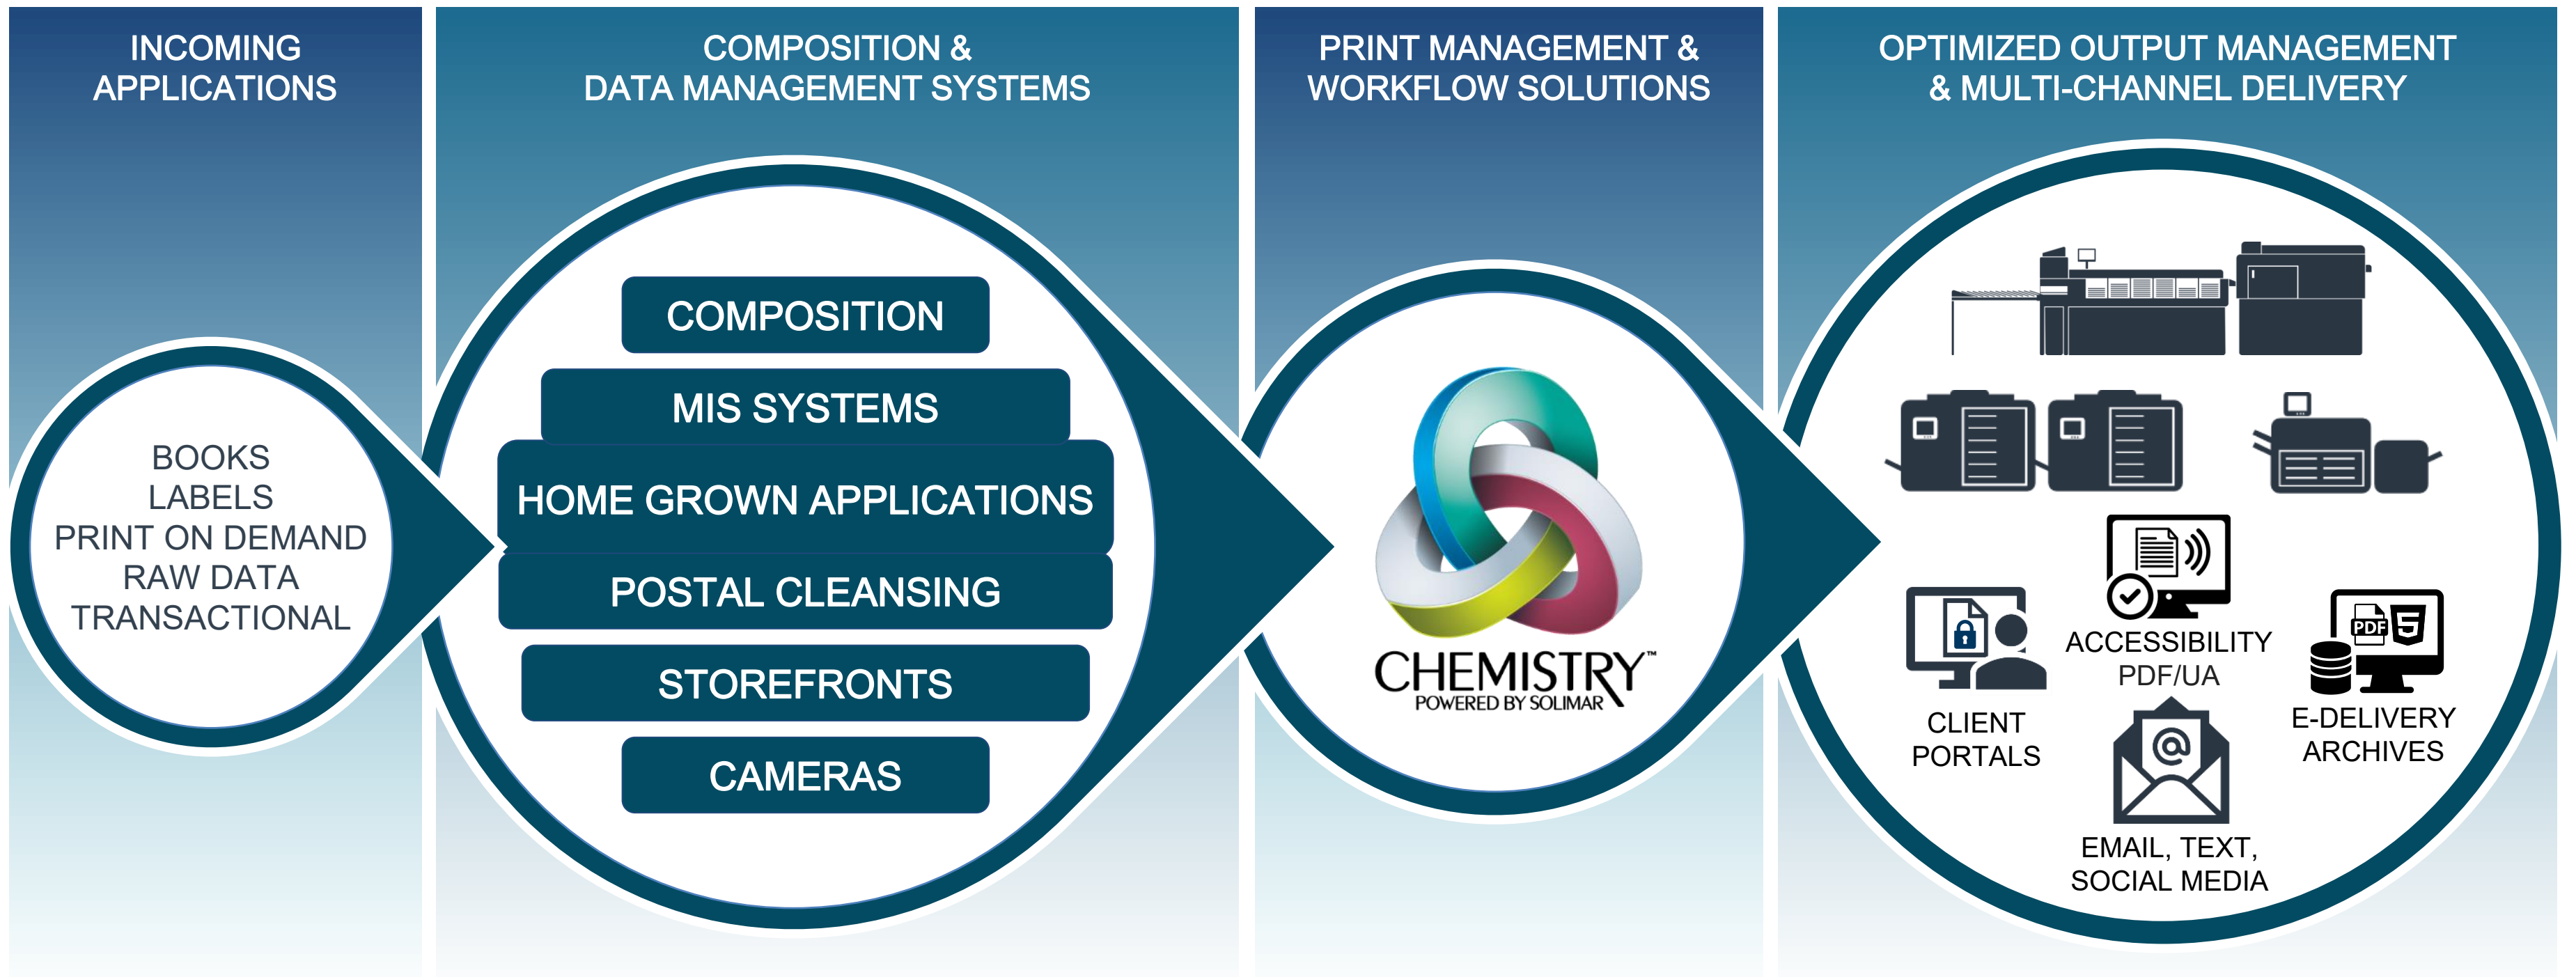 INCOMING
APPLICATIONS
COMPOSITION &
DATA MANAGEMENT SYSTEMS
PRINT MANAGEMENT &
WORKFLOW SOLUTIONS
OPTIMIZED OUTPUT MANAGEMENT
& MULTI-CHANNEL DELIVERY
BOOKS
LABELS
PRINT ON DEMAND
RAW DATA
TRANSACTIONAL
COMPOSITION
MIS SYSTEMS
HOME GROWN APPLICATIONS
POSTAL CLEANSING
STOREFRONTS
CAMERAS
CHEMISTRY™
POWERED BY SOLIMAR
ACCESSIBILITY
PDF/UA
CLIENT
PORTALS
PDF 5
E-DELIVERY
ARCHIVES
@
EMAIL, TEXT,
SOCIAL MEDIA